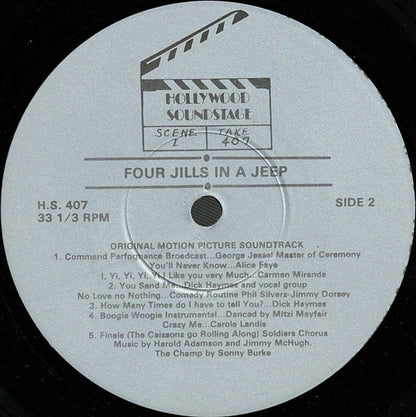 HOLLYWOOD
SOUNDSTAGE
SCENE TAKE
I 407
FOUR JILLS IN A JEEP
H.S. 407
33 1/3 RPM
SIDE 2
ORIGINAL MOTION PICTURE SOUNDTRACK
1. Command Performance Broadcast...George Jessel Master of Ceremony
You'll Never Know...Alice Faye
I, Yi, Yi, Yi, Yi I Like you very Much...Carmen Miranda
2. You Send Me...Dick Haymes and vocal group
No Love no Nothing...Comedy Routine Phil Silvers-Jimmy Dorsey
3. How Many Times do I have to tell You?...Dick Haymes
4. Boogie Woogie Instrumental...Danced by Mitzi Mayfair
Crazy Me...Carole Landis
5. Finale (The Caissons go Rolling Along) Soldiers Chorus
Music by Harold Adamson and Jimmy McHugh.
The Champ by Sonny Burke